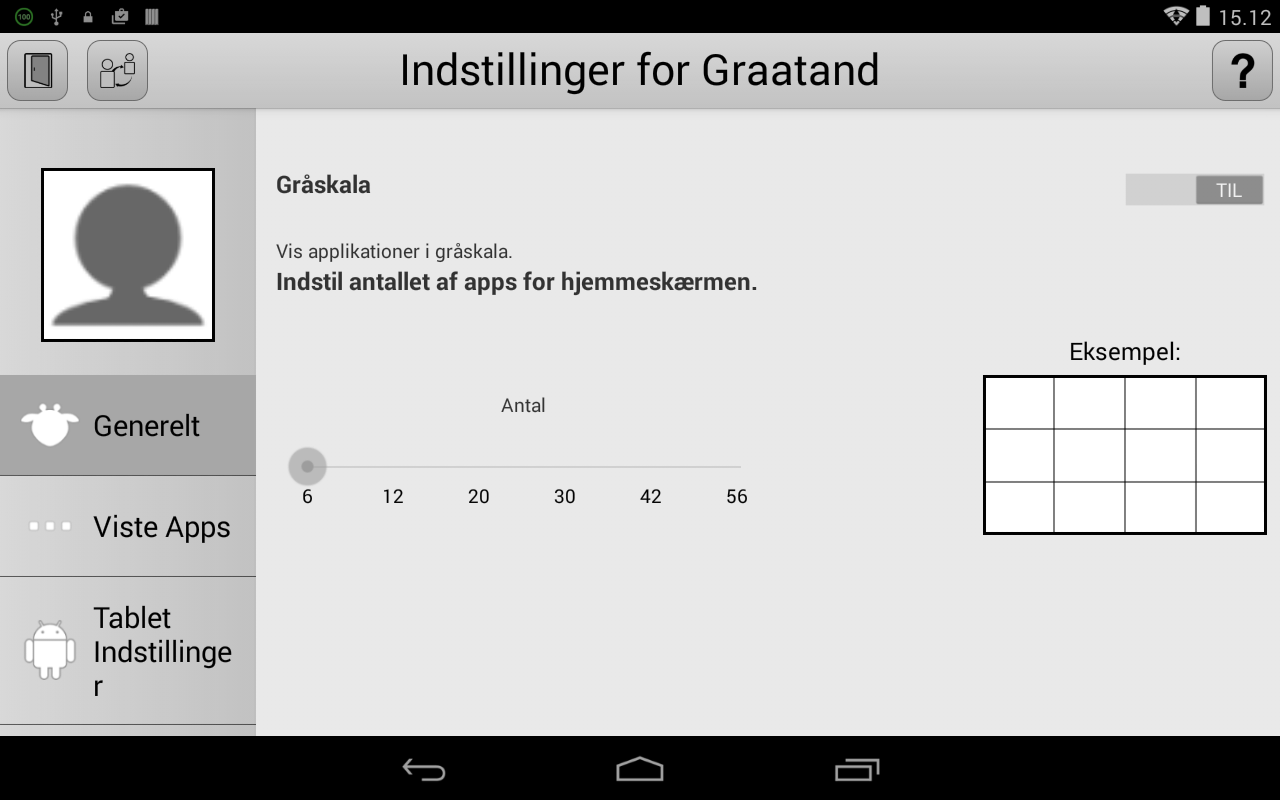 100
15.12
Indstillinger for Graatand
?
Gråskala
TIL
Vis applikationer i gråskala.
Indstil antallet af apps for hjemmeskærmen.
Eksempel:
Antal
6 12 20 30 42 56
Generelt
Viste Apps
Tablet
Indstillinge
r